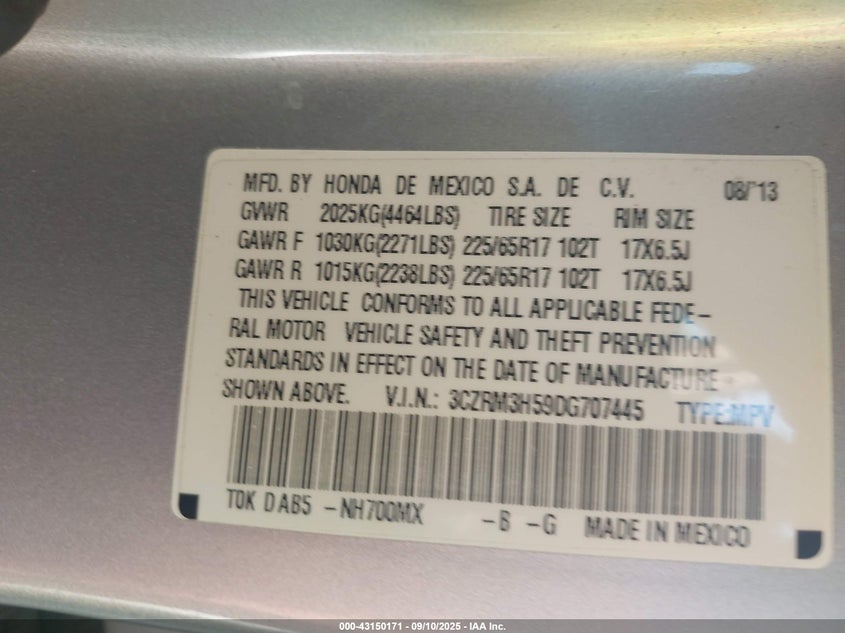 MFD. BY HONDA DE MEXICO S.A. DE C.V. 08/'13
GVWR 2025KG(4464LBS) TIRE SIZE RIM SIZE
GAWR F 1030KG(2271LBS) 225/65R17 102T 17X6.5J
GAWR R 1015KG(2238LBS) 225/65R17 102T 17X6.5J
THIS VEHICLE CONFORMS TO ALL APPLICABLE FEDE-
RAL MOTOR VEHICLE SAFETY AND THEFT PREVENTION
STANDARDS IN EFFECT ON THE DATE OF MANUFACTURE
SHOWN ABOVE. V.I.N.: 3CZRM3H59DG707445 TYPE:MPV
T0K D AB5 -NH700MX -B -G MADE IN MEXICO
000-43150171 - 09/10/2025 - IAA Inc.